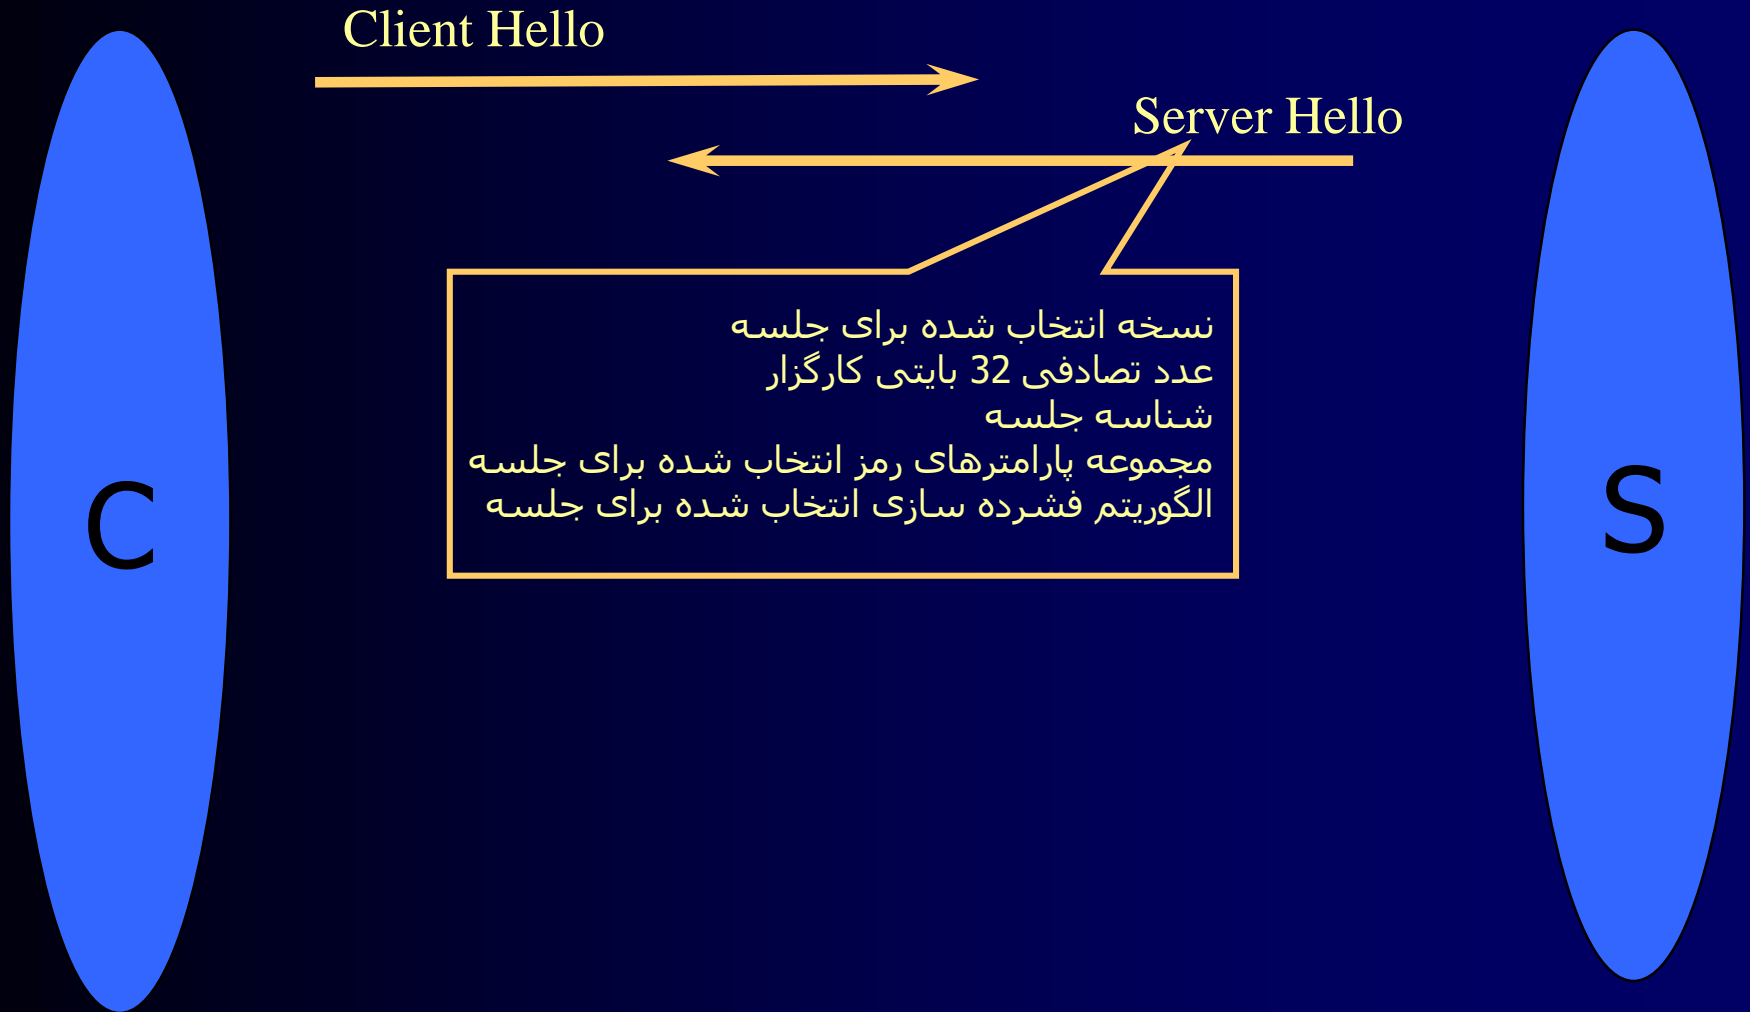 Client Hello
Server Hello
نسخه انتخاب شده برای جلسه
عدد تصادفی 32 بایتی کارگزار
شناسه جلسه
مجموعه پارامترهای رمز انتخاب شده برای جلسه
الگوریتم فشرده سازی انتخاب شده برای جلسه
C
S